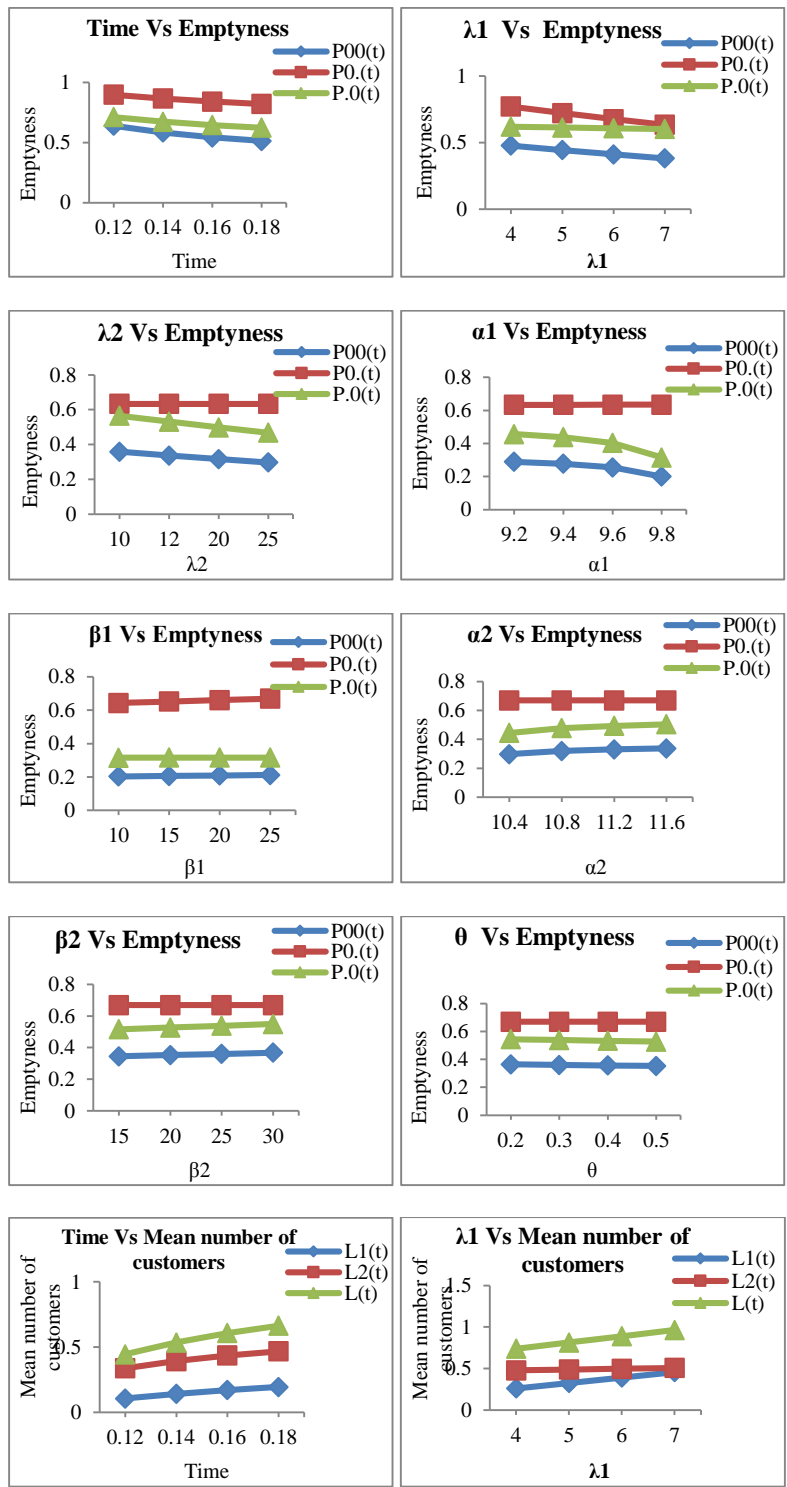 Time Vs Emptyness
P00(t)
P0.(t)
P.0(t)
1
0.5
0
Emptyness
0.12 0.14 0.16 0.18
Time
λ1 Vs Emptyness
P00(t)
P0.(t)
P.0(t)
1
0.5
0
Emptyness
4 5 6 7
λ1
λ2 Vs Emptyness
P00(t)
P0.(t)
P.0(t)
0.8
0.6
0.4
0.2
0
Emptyness
10 12 20 25
λ2
α1 Vs Emptyness
P00(t)
P0.(t)
P.0(t)
0.8
0.6
0.4
0.2
0
Emptyness
9.2 9.4 9.6 9.8
α1
β1 Vs Emptyness
P00(t)
P0.(t)
P.0(t)
0.8
0.6
0.4
0.2
0
Emptyness
10 15 20 25
β1
α2 Vs Emptyness
P00(t)
P0.(t)
P.0(t)
0.8
0.6
0.4
0.2
0
Emptyness
10.4 10.8 11.2 11.6
α2
β2 Vs Emptyness
P00(t)
P0.(t)
P.0(t)
0.8
0.6
0.4
0.2
0
Emptyness
15 20 25 30
β2
θ Vs Emptyness
P00(t)
P0.(t)
P.0(t)
0.8
0.6
0.4
0.2
0
Emptyness
0.2 0.3 0.4 0.5
θ
Time Vs Mean number of
customers
L1(t)
L2(t)
L(t)
1
0.5
0
Mean number of
customers
0.12 0.14 0.16 0.18
Time
λ1 Vs Mean number of
customers
L1(t)
L2(t)
L(t)
1.5
1
0.5
0
Mean number of
customers
4 5 6 7
λ1